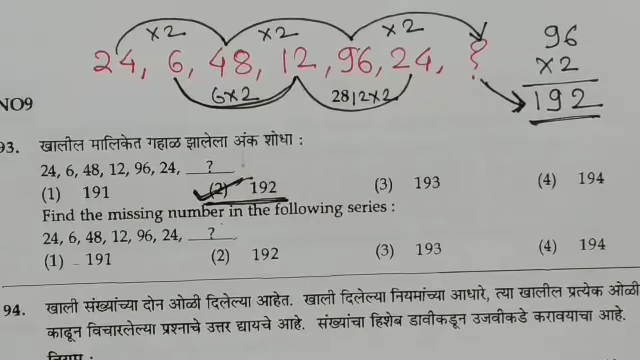 ×2 ×2 ×2
24, 6, 48, 12, 96, 24, ?
6×2
96
×2
192
NO9
93. खालील मालिकेत गहाळ झालेला अंक शोधा :
24, 6, 48, 12, 96, 24, ?
(1) 191 (2) 192 (3) 193 (4) 194
Find the missing number in the following series :
24, 6, 48, 12, 96, 24, ?
(1) 191 (2) 192 (3) 193 (4) 194
94. खाली संख्यांच्या दोन ओळी दिलेल्या आहेत. खाली दिलेल्या नियमांच्या आधारे, त्या खालील प्रत्येक ओळी
काढून विचारलेल्या प्रश्नाचे उत्तर द्यायचे आहे. संख्यांचा हिशेब डावीकडून उजवीकडे करावयाचा आहे.
नियम :